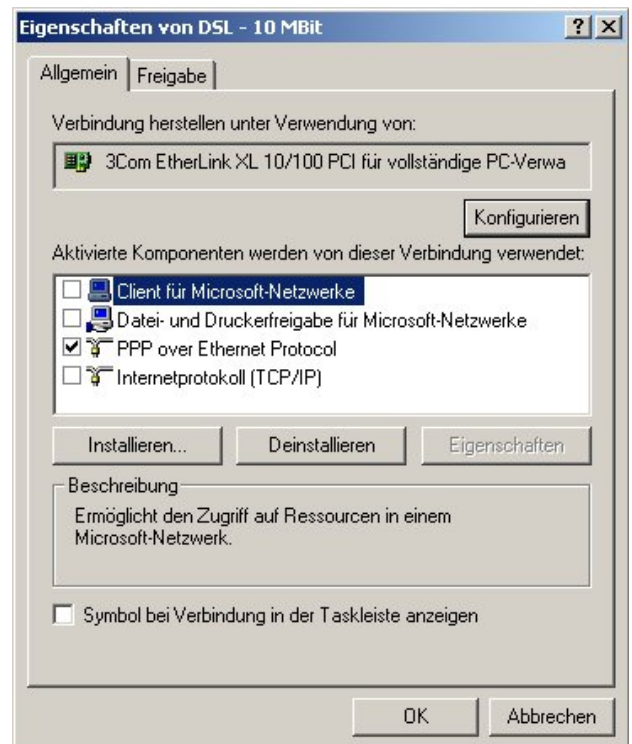 Eigenschaften von DSL - 10 MBit
Allgemein
Freigabe
Verbindung herstellen unter Verwendung von:
3Com EtherLink XL 10/100 PCI für vollständige PC-Verwa
Konfigurieren
Aktivierte Komponenten werden von dieser Verbindung verwendet:
Client für Microsoft-Netzwerke
Datei- und Druckerfreigabe für Microsoft-Netzwerke
PPP over Ethernet Protocol
Internetprotokoll (TCP/IP)
Installieren...
Deinstallieren
Eigenschaften
Beschreibung
Ermöglicht den Zugriff auf Ressourcen in einem
Microsoft-Netzwerk.
Symbol bei Verbindung in der Taskleiste anzeigen
OK
Abbrechen